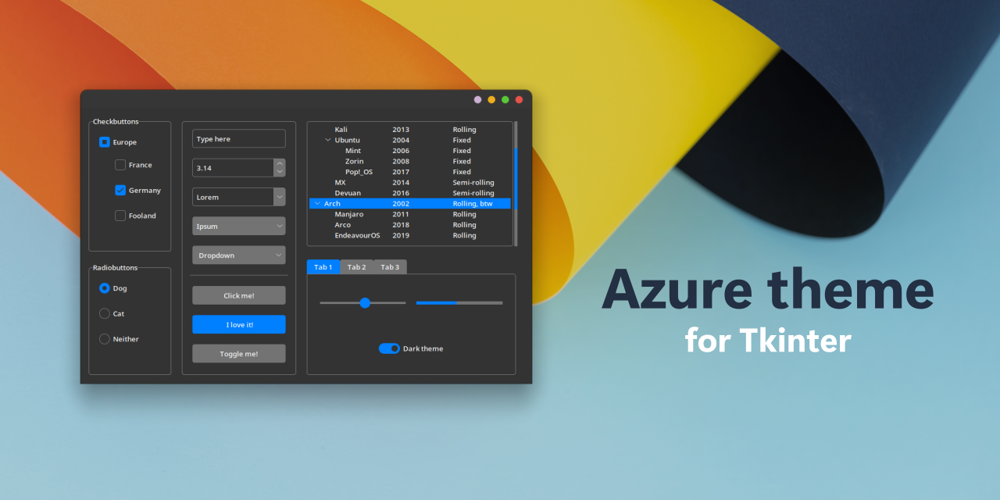 Checkbuttons
Europe
France
Germany
Fooland
Radiobuttons
Dog
Cat
Neither
Type here
3.14
Lorem
Ipsum
Dropdown
Click me!
I love it!
Toggle me!
Kali 2013 Rolling
Ubuntu 2004 Fixed
Mint 2006 Fixed
Zorin 2008 Fixed
Pop!_OS 2017 Fixed
MX 2014 Semi-rolling
Devuan 2016 Semi-rolling
Arch 2002 Rolling, btw
Manjaro 2011 Rolling
Arco 2018 Rolling
EndeavourOS 2019 Rolling
Tab 1 Tab 2 Tab 3
Dark theme
Azure theme
for Tkinter